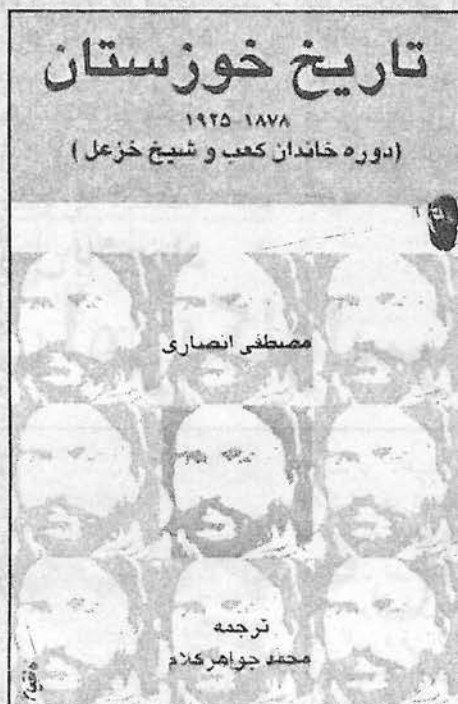 تاریخ خوزستان
۱۸۷۸ ۱۹۲۵
(دوره خاندان کعب و شیخ خزعل)
مصطفی انصاری
ترجمه
محمد جواهرکلام